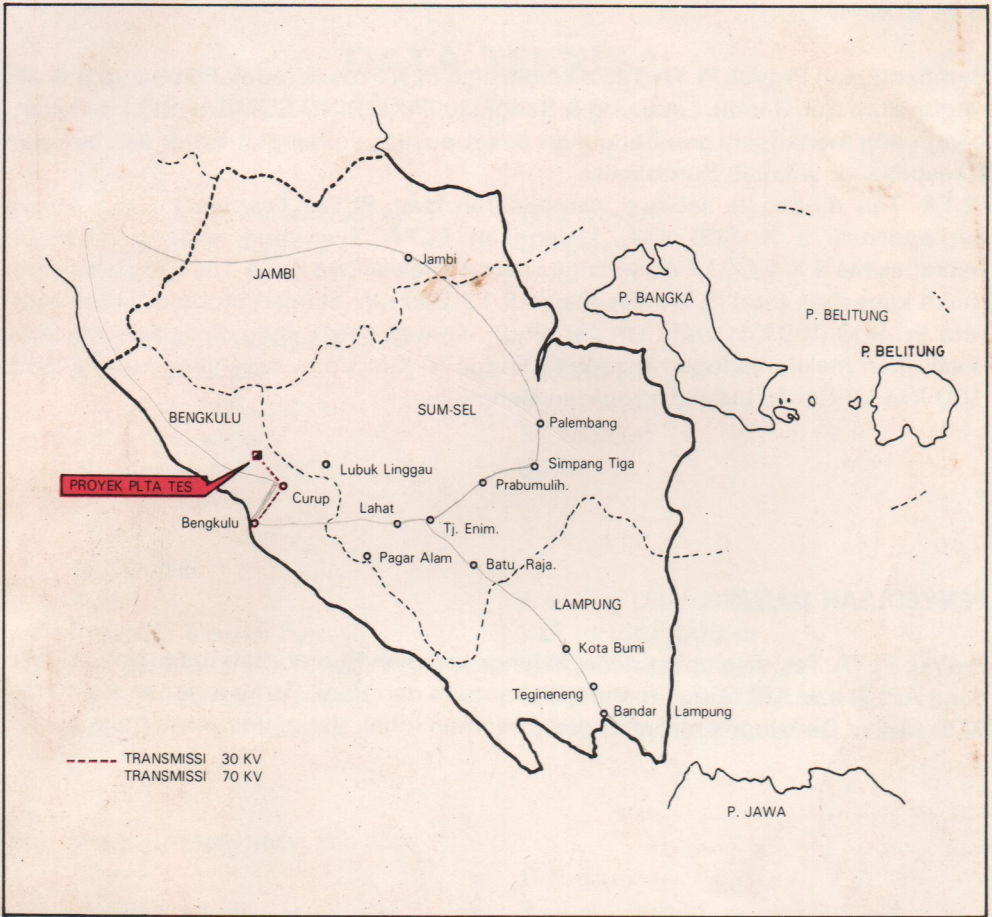 JAMBI
Jambi
P. BANGKA
P. BELITUNG
P. BELITUNG
BENGKULU
SUM-SEL
Palembang
Lubuk Linggau
Simpang Tiga
PROYEK PLTA TES
Curup
Prabumulih.
Bengkulu
Lahat
Tj. Enim.
Pagar Alam
Batu Raja.
LAMPUNG
Kota Bumi
Tegineneng
Bandar Lampung
TRANSMISSI 30 KV
TRANSMISSI 70 KV
P. JAWA